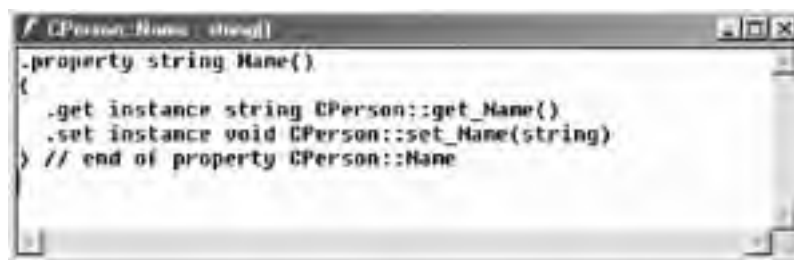 CPerson::Name : string()
.property string Name()
{
.get instance string CPerson::get_Name()
.set instance void CPerson::set_Name(string)
} // end of property CPerson::Name